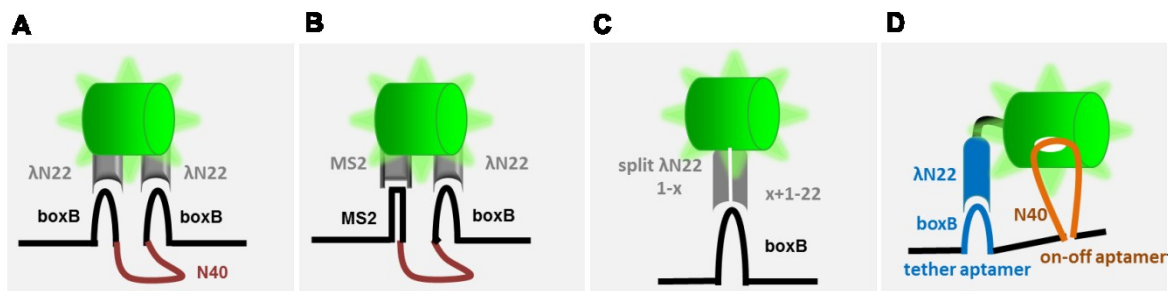 A
λN22
λN22
boxB
boxB
N40
B
MS2
λN22
MS2
boxB
C
split λN22
1-x
x+1-22
boxB
D
λN22
boxB
N40
tether aptamer
on-off aptamer